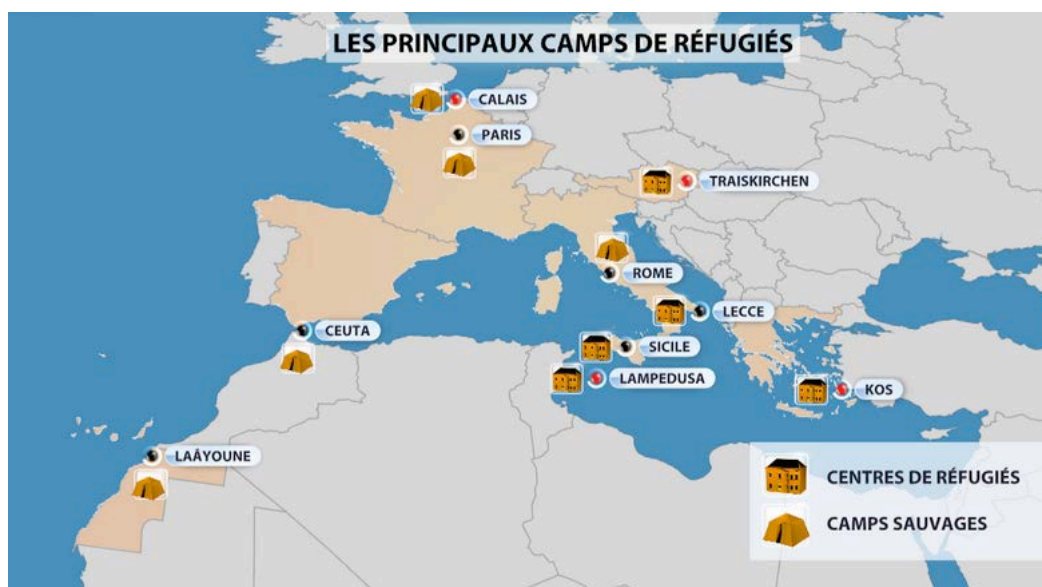 LES PRINCIPAUX CAMPS DE RÉFUGIÉS
CALAIS
PARIS
TRAISKIRCHEN
ROME
LECCE
CEUTA
SICILE
LAMPEDUSA
KOS
LAÂYOUNE
CENTRES DE RÉFUGIÉS
CAMPS SAUVAGES